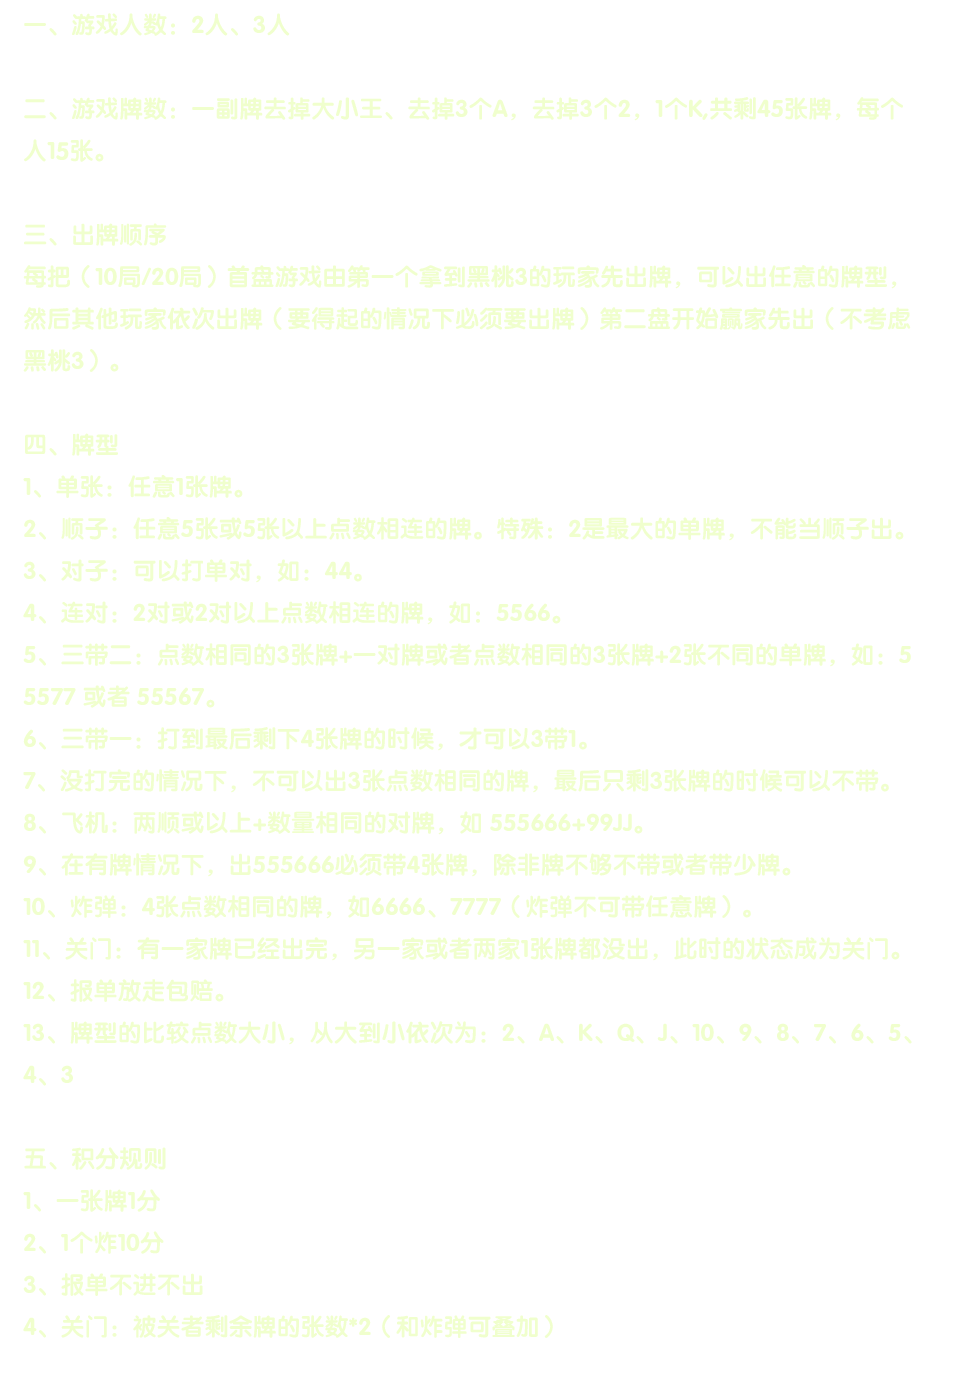 一、游戏人数：2人、3人
二、游戏牌数：一副牌去掉大小王、去掉3个A，去掉3个2，1个K,共剩45张牌，每个
人15张。
三、出牌顺序
每把（10局/20局）首盘游戏由第一个拿到黑桃3的玩家先出牌，可以出任意的牌型，
然后其他玩家依次出牌（要得起的情况下必须要出牌）第二盘开始赢家先出（不考虑
黑桃3）。
四、牌型
1、单张：任意1张牌。
2、顺子：任意5张或5张以上点数相连的牌。特殊：2是最大的单牌，不能当顺子出。
3、对子：可以打单对，如：44。
4、连对：2对或2对以上点数相连的牌，如：5566。
5、三带二：点数相同的3张牌+一对牌或者点数相同的3张牌+2张不同的单牌，如：5
5577 或者 55567。
6、三带一：打到最后剩下4张牌的时候，才可以3带1。
7、没打完的情况下，不可以出3张点数相同的牌，最后只剩3张牌的时候可以不带。
8、飞机：两顺或以上+数量相同的对牌，如 555666+99JJ。
9、在有牌情况下，出555666必须带4张牌，除非牌不够不带或者带少牌。
10、炸弹：4张点数相同的牌，如6666、7777（炸弹不可带任意牌）。
11、关门：有一家牌已经出完，另一家或者两家1张牌都没出，此时的状态成为关门。
12、报单放走包赔。
13、牌型的比较点数大小，从大到小依次为：2、A、K、Q、J、10、9、8、7、6、5、
4、3
五、积分规则
1、一张牌1分
2、1个炸10分
3、报单不进不出
4、关门：被关者剩余牌的张数*2（和炸弹可叠加）